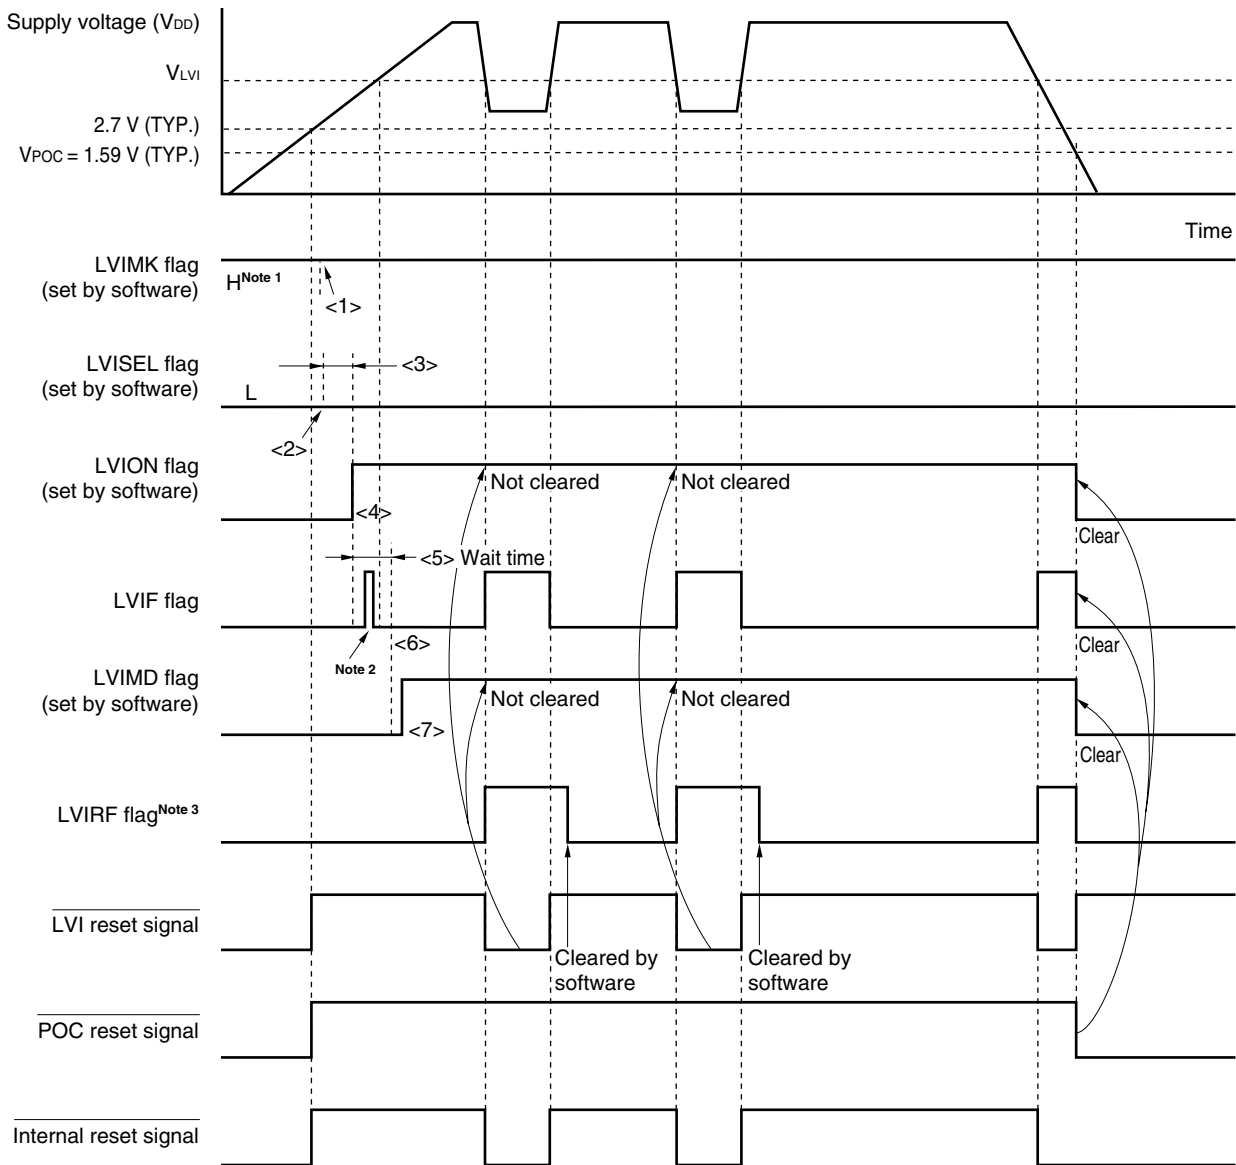 Supply voltage (VDD)
VLVI
2.7 V (TYP.)
VPOC = 1.59 V (TYP.)
Time
LVIMK flag
(set by software)
HNote 1
<1>
LVISEL flag
(set by software)
<3>
L
<2>
LVION flag
(set by software)
Not cleared
Not cleared
<4>
Clear
<5> Wait time
LVIF flag
<6>
Note 2
Clear
LVIMD flag
(set by software)
Not cleared
Not cleared
<7>
Clear
LVIRF flagNote 3
LVI reset signal
Cleared by
software
Cleared by
software
POC reset signal
Internal reset signal